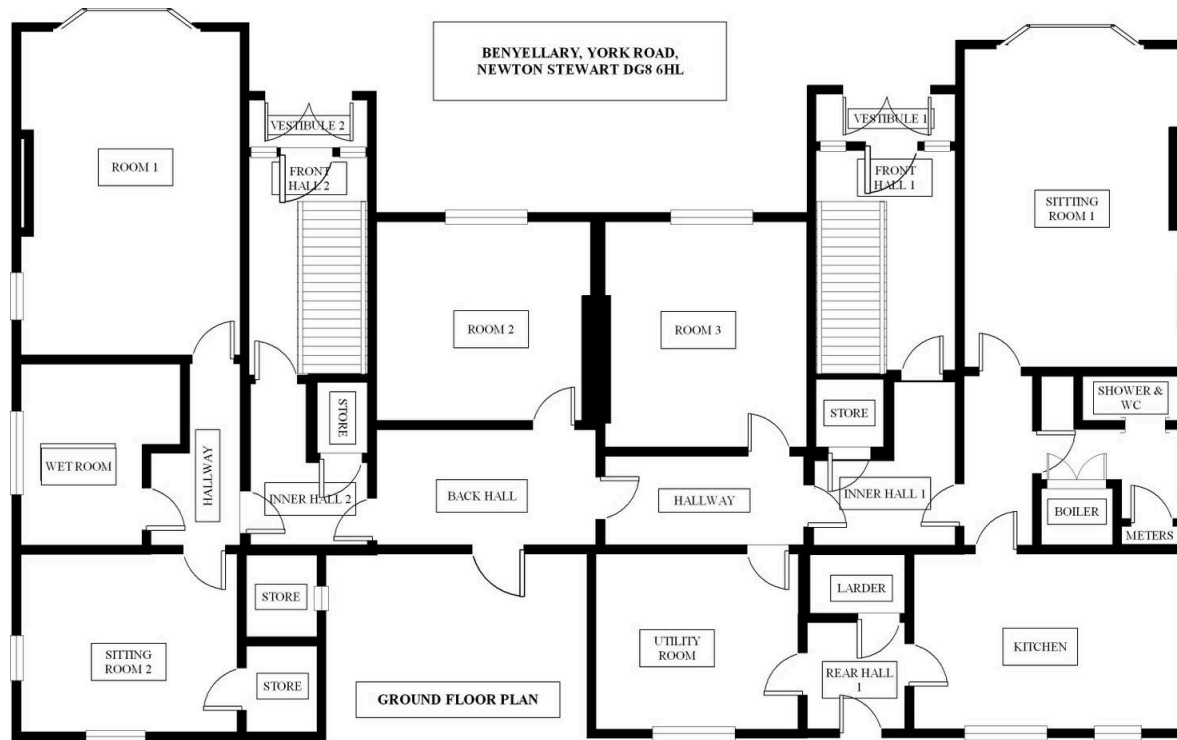 BENYELLARY, YORK ROAD,
NEWTON STEWART DG8 6HL
VESTIBULE 2
VESTIBULE 1
ROOM 1
FRONT
HALL 2
FRONT
HALL 1
SITTTING
ROOM 1
ROOM 2
ROOM 3
STORE
STORE
SHOWER &
WC
WET ROOM
HALLWAY
INNER HALL 2
BACK HALL
HALLWAY
INNER HALL 1
BOILER
METERS
STORE
LARDER
SITTING
ROOM 2
STORE
UTILITY
ROOM
REAR HALL
1
KITCHEN
GROUND FLOOR PLAN